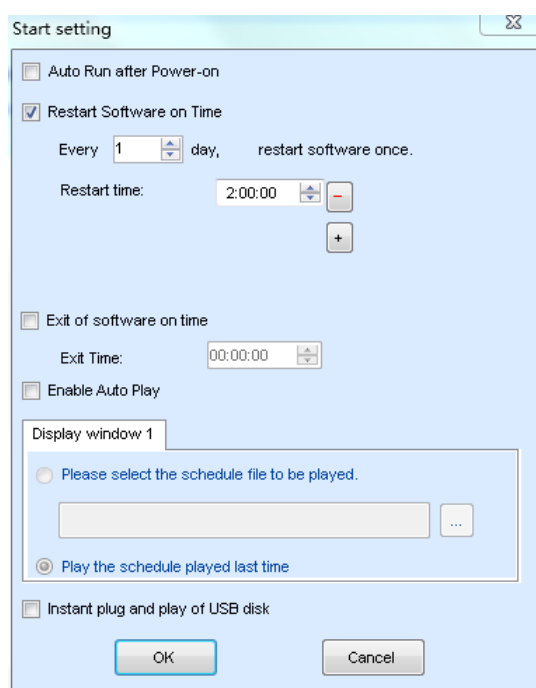 Start setting
Auto Run after Power-on
Restart Software on Time
Every 1 day, restart software once.
Restart time: 2:00:00 -
+
Exit of software on time
Exit Time: 00:00:00
Enable Auto Play
Display window 1
Please select the schedule file to be played.
...
Play the schedule played last time
Instant plug and play of USB disk
OK Cancel